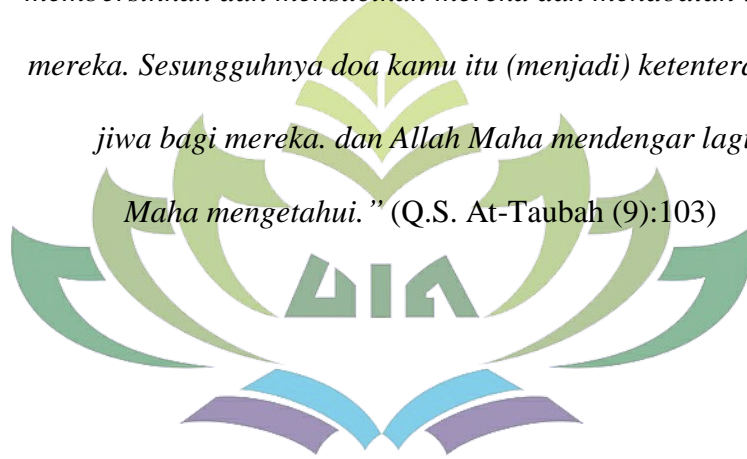 mereka. Sesungguhnya doa kamu itu (menjadi)
jiwa bagi mereka. dan Allah Maha mendengar lagi
Maha mengetahui.” (Q.S. At-Taubah (9):103)
UIN